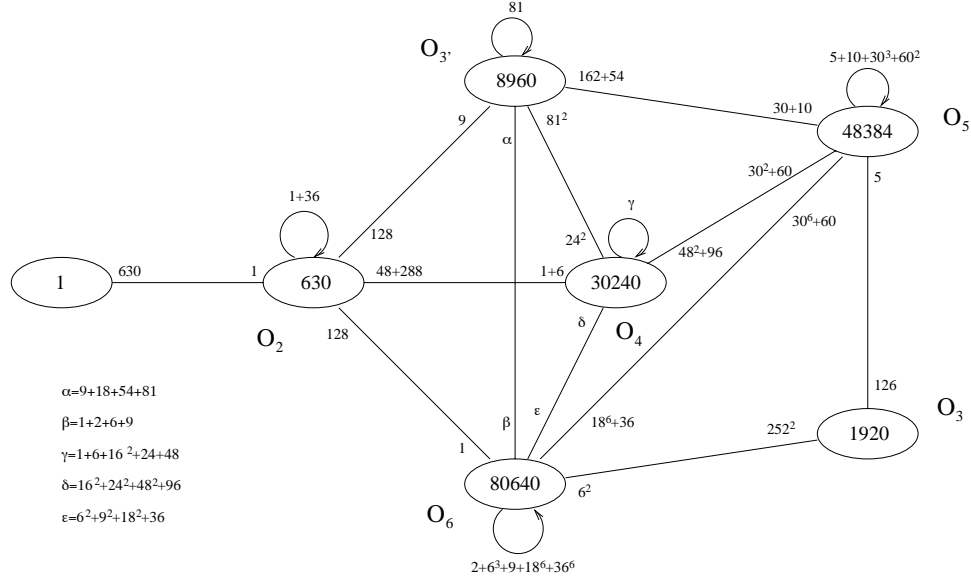 81
O₃'
8960
162+54
5+10+30³+60²
9
α
81²
30+10
48384
O₅
1+36
128
γ
30²+60
5
30⁶+60
24²
48²+96
1
630
1
630
48+288
1+6
30240
O₂
128
δ
O₄
α=9+18+54+81
β=1+2+6+9
γ=1+6+16²+24+48
δ=16²+24²+48²+96
ε=6²+9²+18²+36
126
O₃
β
ε
18⁶+36
252²
1920
1
80640
6²
O₆
2+6³+9+18⁶+36⁶